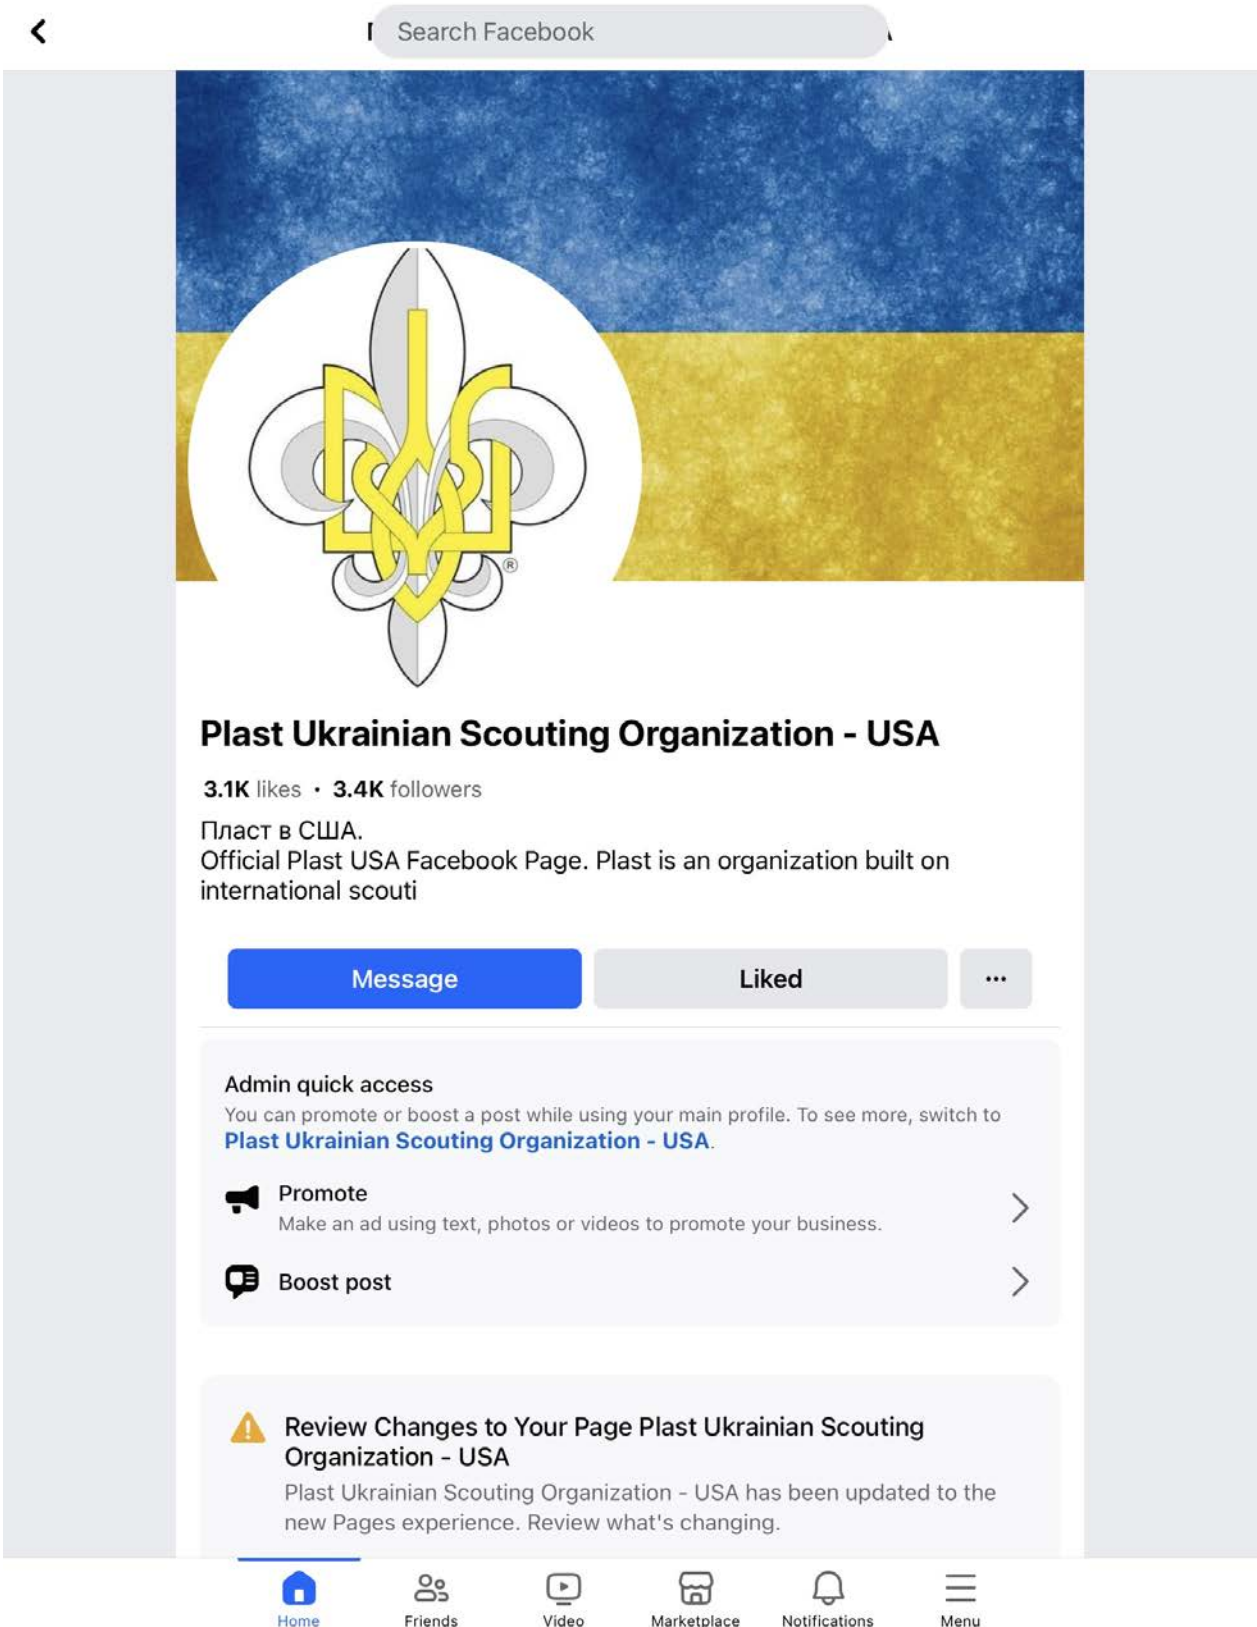 Search Facebook
®
Plast Ukrainian Scouting Organization - USA
3.1K likes • 3.4K followers
Пласт в США.
Official Plast USA Facebook Page. Plast is an organization built on
international scouti
Message
Liked
...
Admin quick access
You can promote or boost a post while using your main profile. To see more, switch to
Plast Ukrainian Scouting Organization - USA.
Promote
Make an ad using text, photos or videos to promote your business.
Boost post
Review Changes to Your Page Plast Ukrainian Scouting
Organization - USA
Plast Ukrainian Scouting Organization - USA has been updated to the
new Pages experience. Review what's changing.
Home
Friends
Video
Marketplace
Notifications
Menu